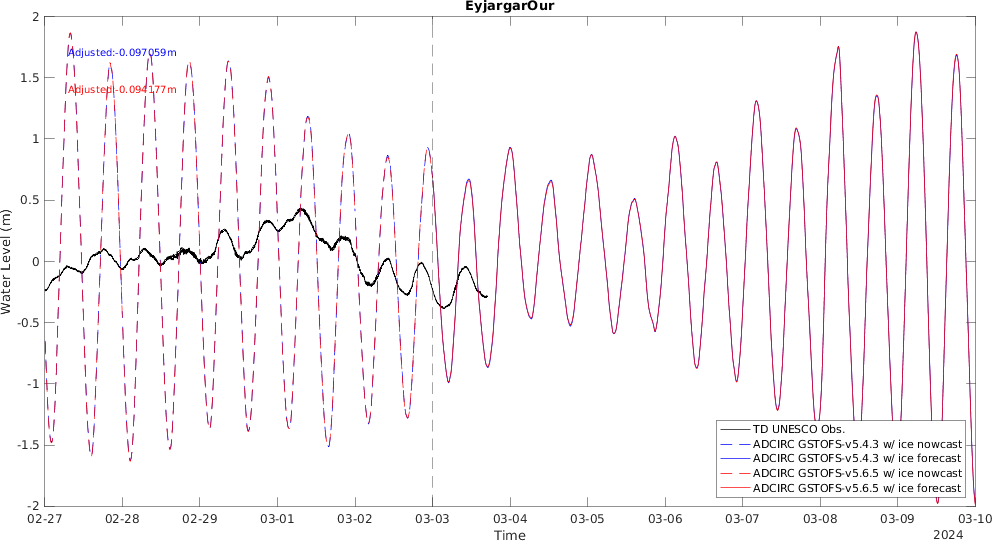 EyjargarOur
Adjusted:-0.097059m
Adjusted:-0.094177m
Water Level (m)
2
1.5
1
0.5
0
-0.5
-1
-1.5
-2
TD UNESCO Obs.
ADCIRC GSTOFS-v5.4.3 w/ ice nowcast
ADCIRC GSTOFS-v5.4.3 w/ ice forecast
ADCIRC GSTOFS-v5.6.5 w/ ice nowcast
ADCIRC GSTOFS-v5.6.5 w/ ice forecast
02-27 02-28 02-29 03-01 03-02 03-03 03-04 03-05 03-06 03-07 03-08 03-09 03-10
Time
2024